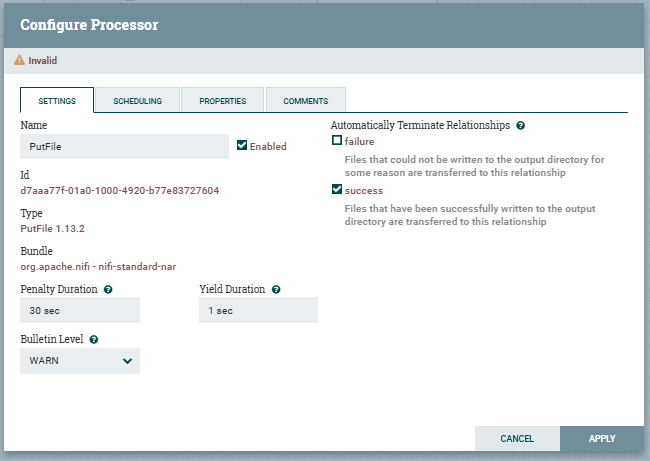 Configure Processor
Invalid
SETTINGS
SCHEDULING
PROPERTIES
COMMENTS
Name
PutFile
Enabled
Id
d7aaa77f-01a0-1000-4920-b77e83727604
Type
PutFile 1.13.2
Bundle
org.apache.nifi - nifi-standard-nar
Penalty Duration
Yield Duration
30 sec
1 sec
Bulletin Level
WARN
Automatically Terminate Relationships
failure
Files that could not be written to the output directory for
some reason are transferred to this relationship
success
Files that have been successfully written to the output
directory are transferred to this relationship
CANCEL
APPLY